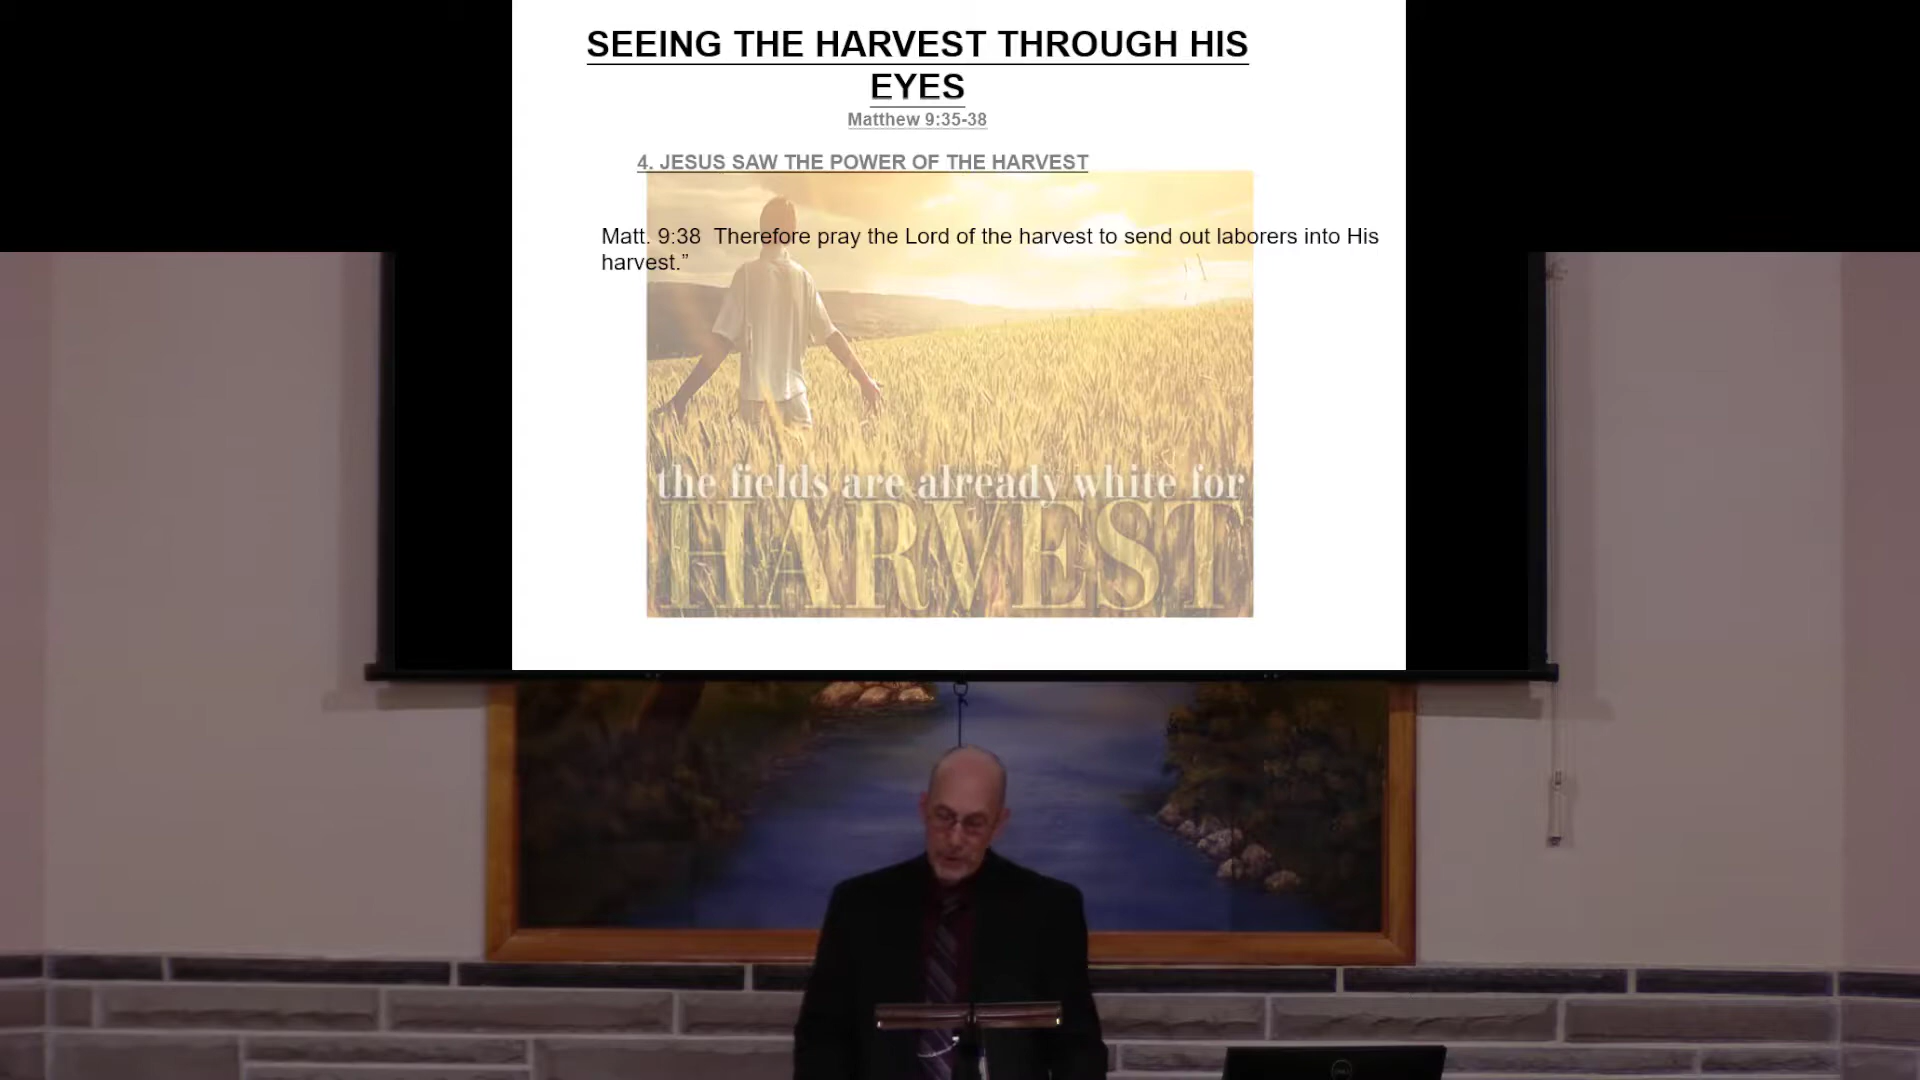 SEEING THE HARVEST THROUGH HIS
EYES
Matthew 9:35-38
4. JESUS SAW THE POWER OF THE HARVEST
Matt. 9:38  Therefore pray the Lord of the harvest to send out laborers into His
harvest.”
the fields are already white for
HARVEST
DELL